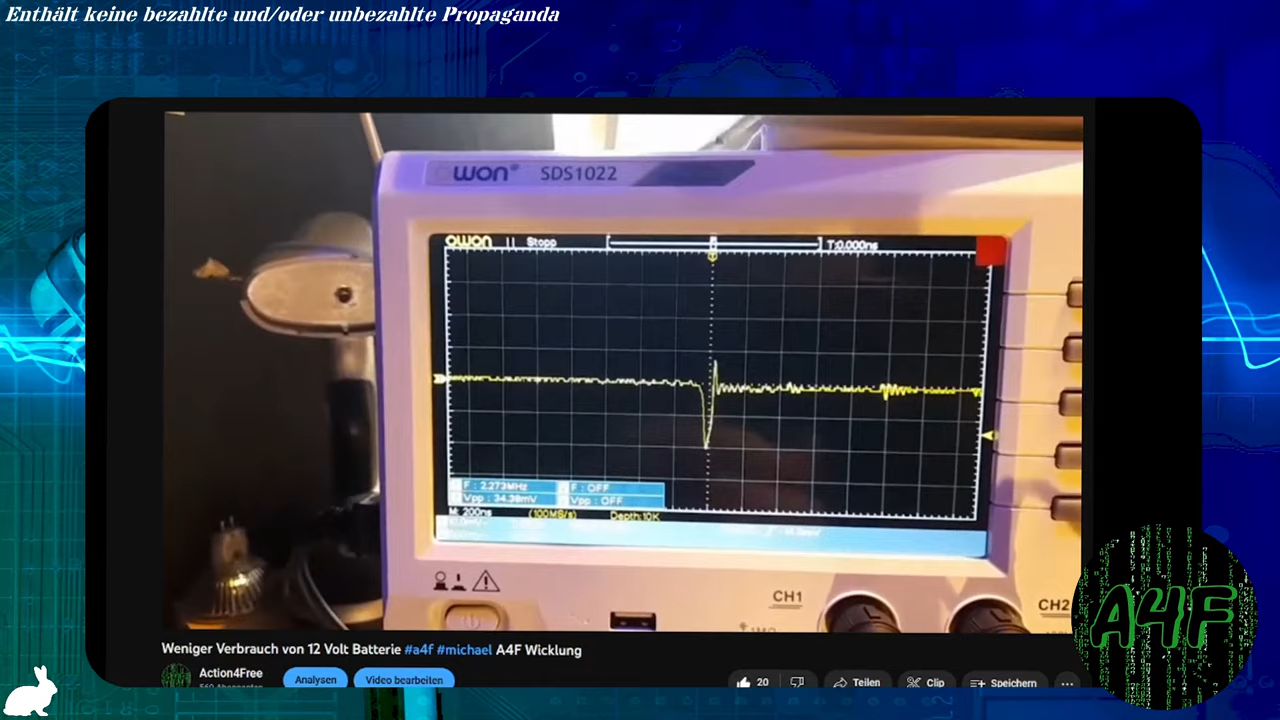 Enthält keine bezahlte und/oder unbezahlte Propaganda
OWON SDS1022
OWON Stopp T:0.000ns
F : 2.273MHz F : OFF
Vpp : 34.38mV Vpp : OFF
M: 200ns (100MS/s) Depth:10K
CH1
CH2
1MΩ
Weniger Verbrauch von 12 Volt Batterie #a4f #michael A4F Wicklung
Action4Free
Analysen
Video bearbeiten
20
Teilen
Clip
Speichern
...
A4F